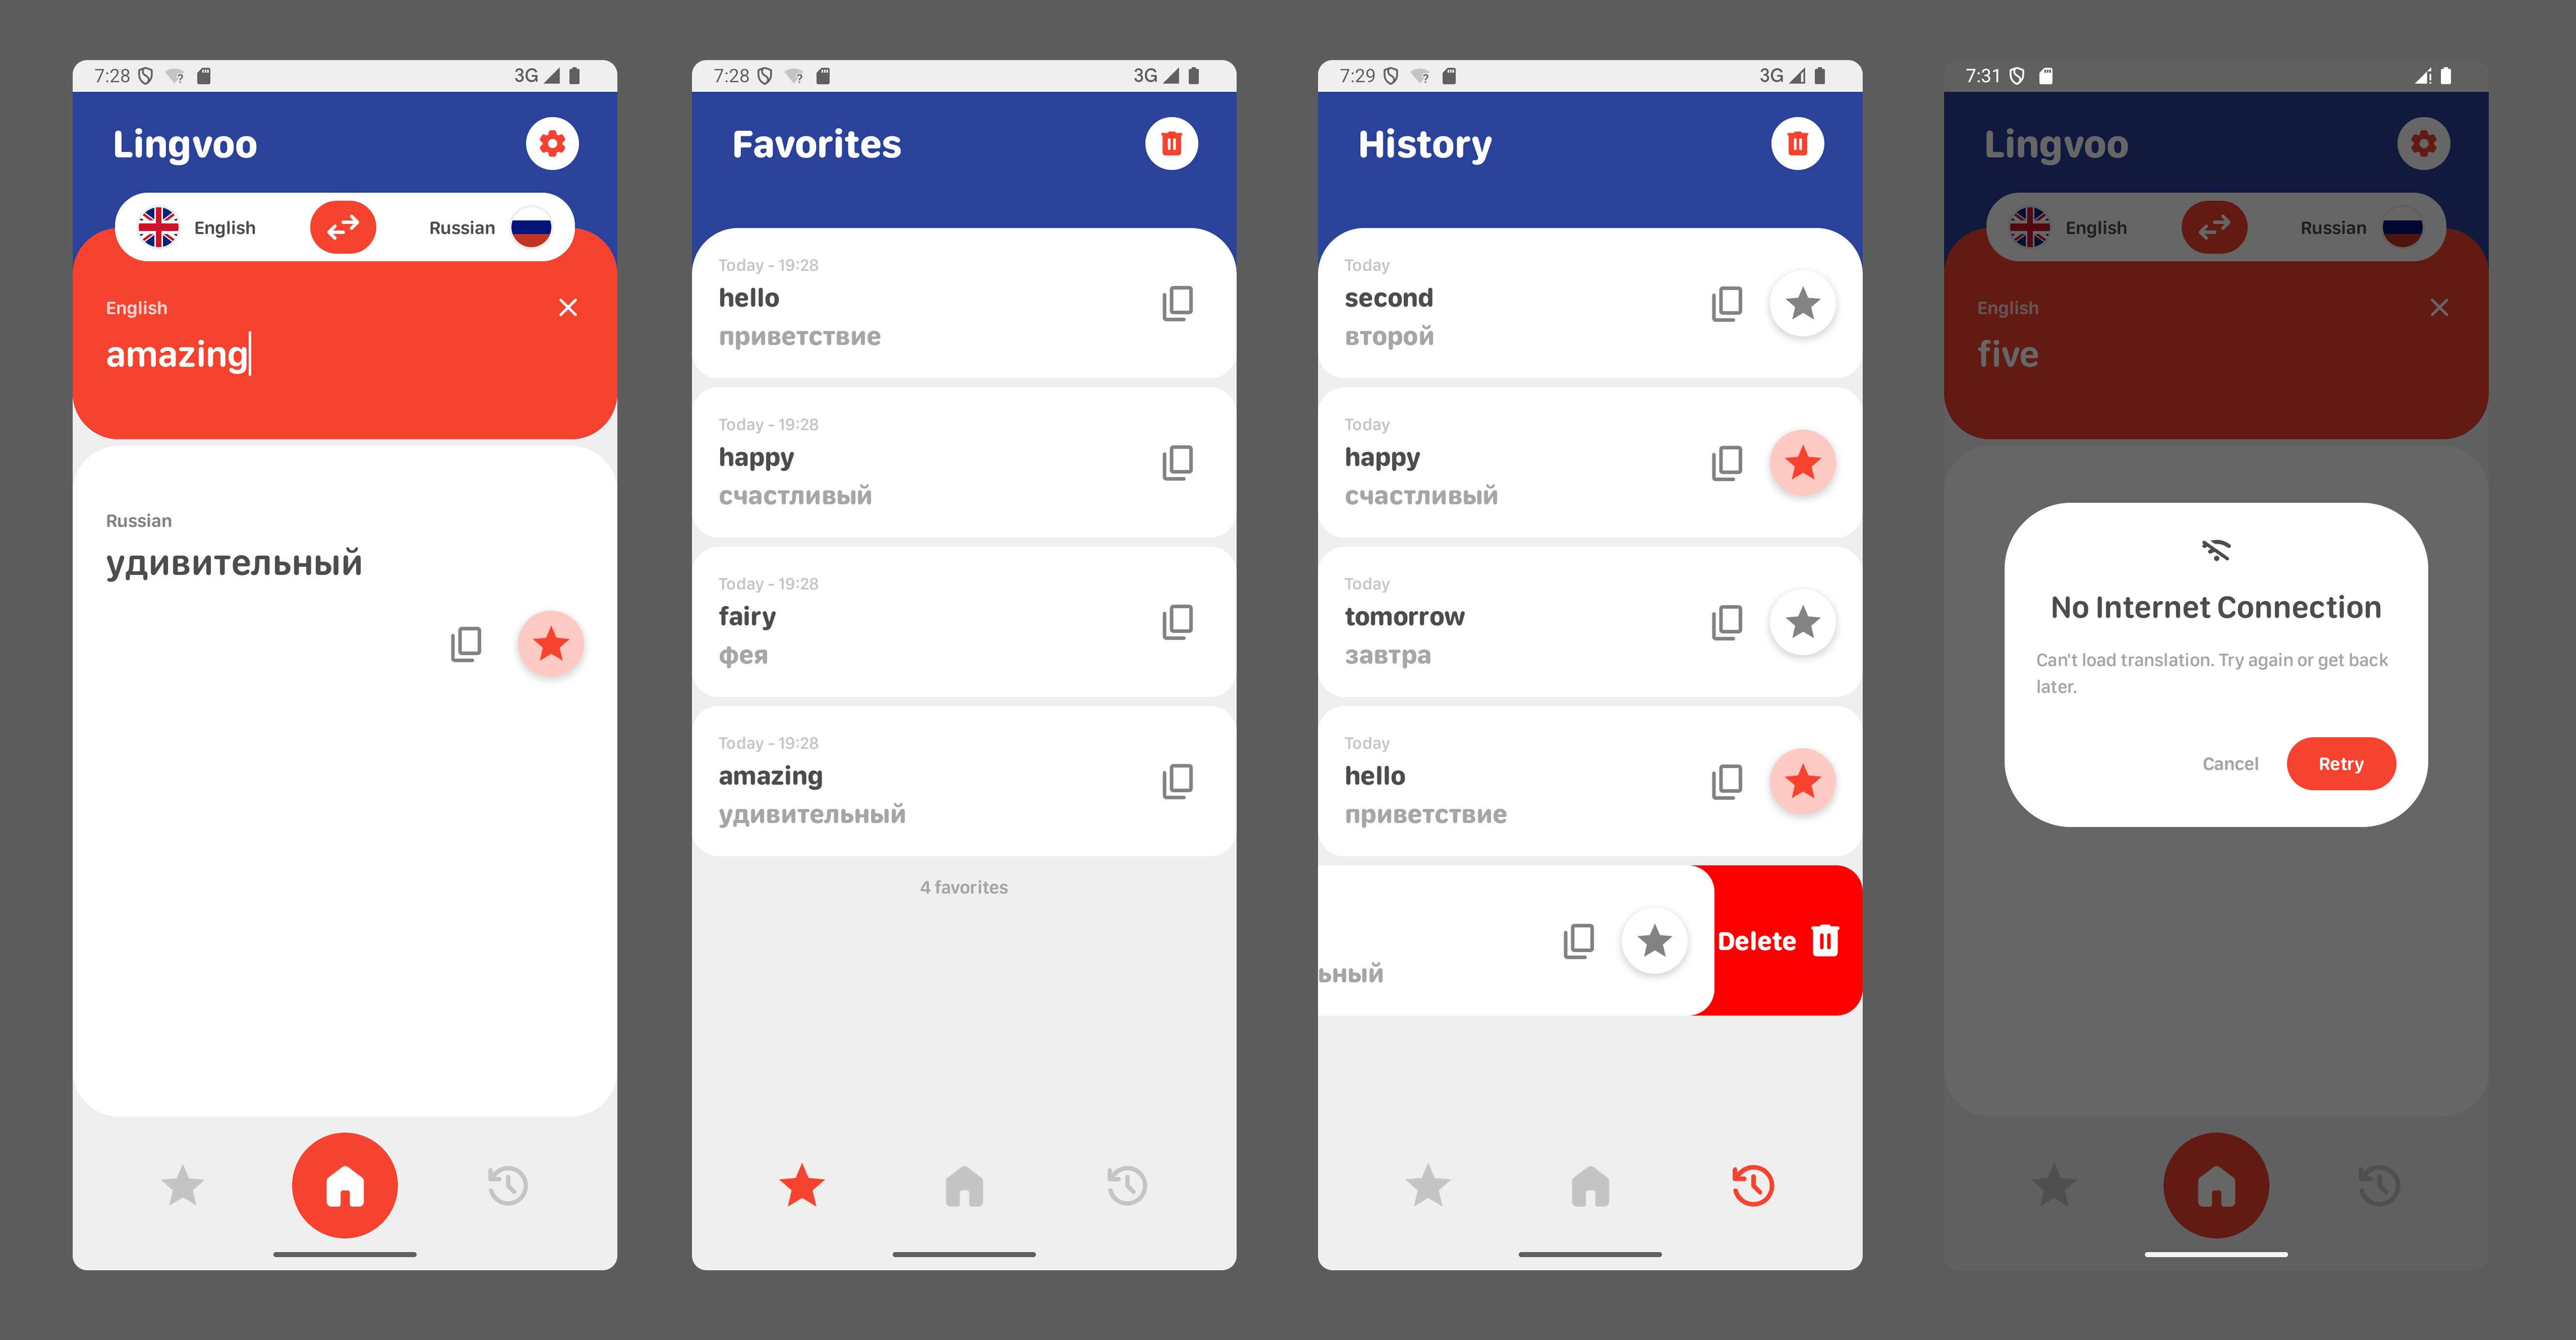 7:28
3G
Lingvoo
English
Russian
English
amazing
Russian
удивительный
7:28
3G
Favorites
Today - 19:28
hello
приветствие
Today - 19:28
happy
счастливый
Today - 19:28
fairy
фея
Today - 19:28
amazing
удивительный
4 favorites
7:29
3G
History
Today
second
второй
Today
happy
счастливый
Today
tomorrow
завтра
Today
hello
приветствие
ьный
Delete
7:31
Lingvoo
English
Russian
English
five
No Internet Connection
Can't load translation. Try again or get back
later.
Cancel
Retry